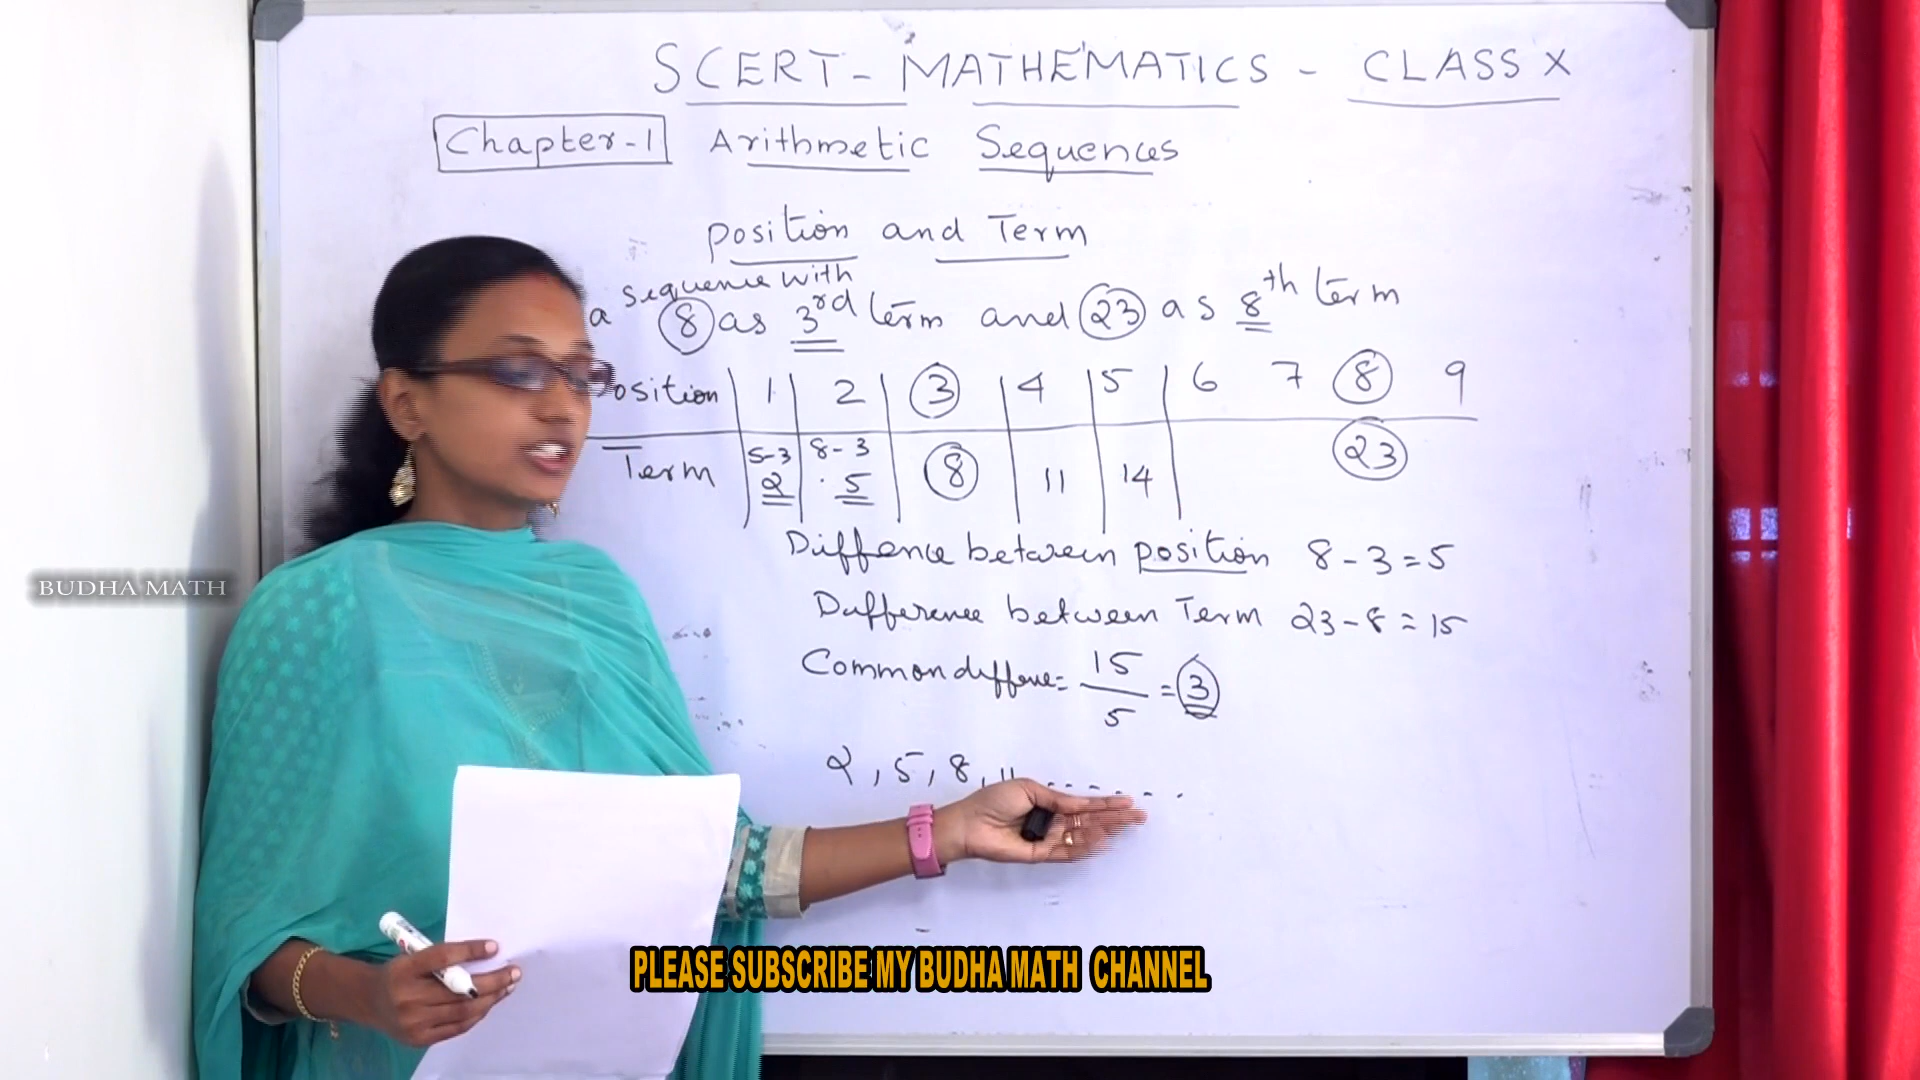 SCERT - MATHEMATICS - CLASS X
Chapter-1 Arithmetic Sequences
Position and Term
a sequence with
8 as 3rd term and 23 as 8th term
osition 1 2 3 4 5 6 7 8 9
5-3 8-3
Term 2 5 8 11 14 23
Diffence between position 8-3=5
Difference between Term 23-8=15
Common diffence= 15/5 =3
2, 5, 8, 11 .......
BUDHA MATH
PLEASE SUBSCRIBE MY BUDHA MATH CHANNEL